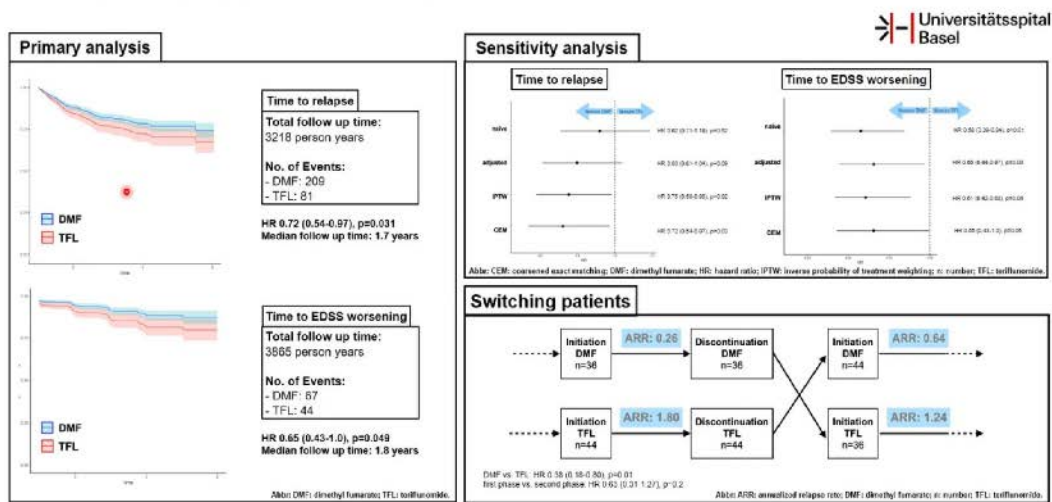 Universitätsspital
Basel
Primary analysis
Time to relapse
Total follow up time:
3218 person years
No. of Events:
- DMF: 209
- TFL: 81
HR 0.72 (0.54-0.97), p=0.031
Median follow up time: 1.7 years
DMF
TFL
Time to EDSS worsening
Total follow up time:
3865 person years
No. of Events:
- DMF: 67
- TFL: 44
HR 0.65 (0.43-1.0), p=0.049
Median follow up time: 1.8 years
DMF
TFL
Abbr: DMF: dimethyl fumarate; TFL: teriflunomide.
Sensitivity analysis
Time to relapse
naive
adjusted
IPTW
CEM
Time to EDSS worsening
naive
adjusted
IPTW
CEM
Abbr: CEM: coarsened exact matching; DMF: dimethyl fumarate; HR: hazard ratio; IPTW: inverse probability of treatment weighting; n: number; TFL: teriflunomide.
Switching patients
Initiation
DMF
n=36
ARR: 0.26
Discontinuation
DMF
n=36
Initiation
DMF
n=44
ARR: 0.64
Initiation
TFL
n=44
ARR: 1.80
Discontinuation
TFL
n=44
Initiation
TFL
n=36
ARR: 1.24
DMF vs. TFL: HR 0.38 (0.18-0.80), p=0.01
first phase vs. second phase: HR 0.63 (0.31-1.27), p=0.2
Abbr: ARR: annualized relapse rate; DMF: dimethyl fumarate; n: number; TFL: teriflunomide.